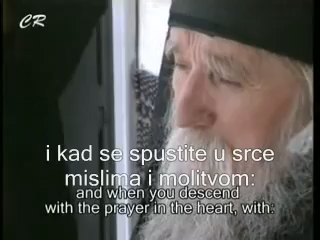 CR
i kad se spustite u srce
mislima i molitvom:
and when you descend
with the prayer in the heart, with: